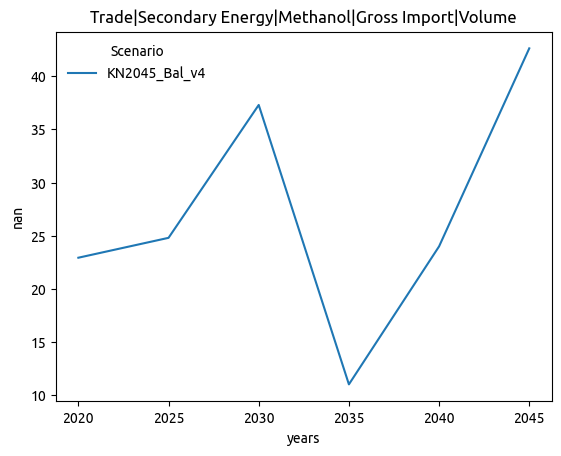 Trade|Secondary Energy|Methanol|Gross Import|Volume
Scenario
KN2045_Bal_v4
40
35
30
25
20
15
10
nan
2020 2025 2030 2035 2040 2045
years